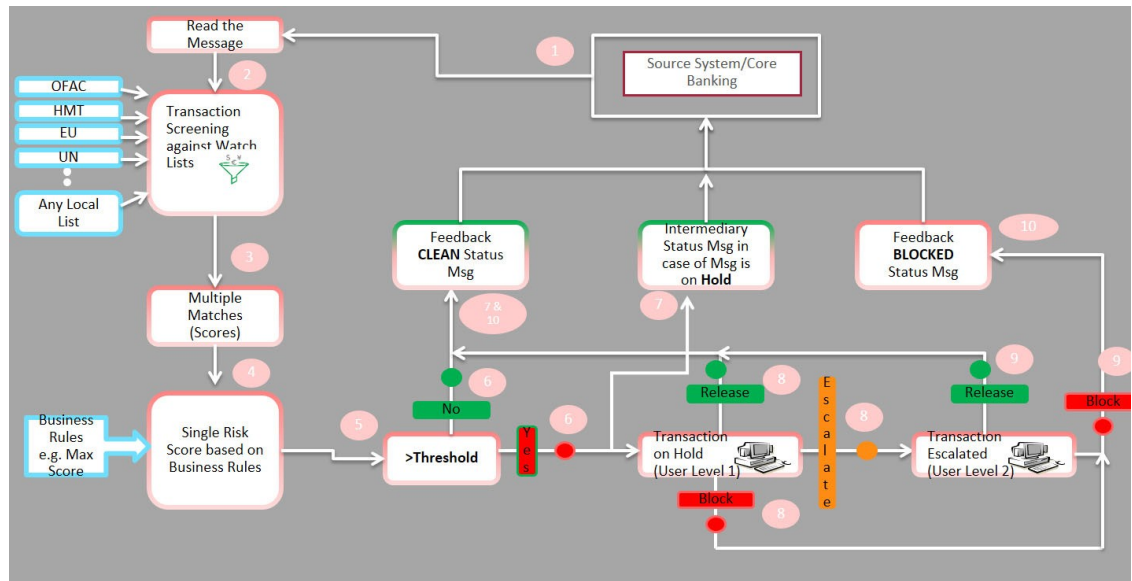 Read the
Message
1
Source System/Core
Banking
2
OFAC
HMT
EU
UN
Any Local
List
Transaction
Screening
against Watch
Lists
3
Multiple
Matches
(Scores)
4
Business
Rules
e.g. Max
Score
Single Risk
Score based on
Business Rules
5
>Threshold
No
6
Yes
6
7 &
10
Feedback
CLEAN Status
Msg
7
Intermediary
Status Msg in
case of Msg is
on Hold
Feedback
BLOCKED
Status Msg
10
Release
8
Transaction
on Hold
(User Level 1)
Block
8
Escalate
8
Release
9
Transaction
Escalated
(User Level 2)
Block
9